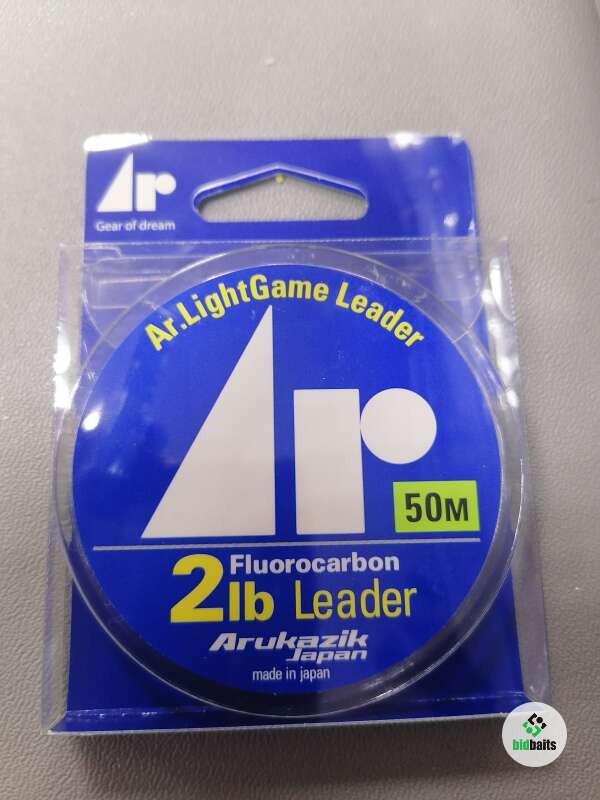 Ar
Gear of dream
Ar.LightGame Leader
Ar
50M
Fluorocarbon
2lb Leader
Arukazik
Japan
made in japan
bidbaits